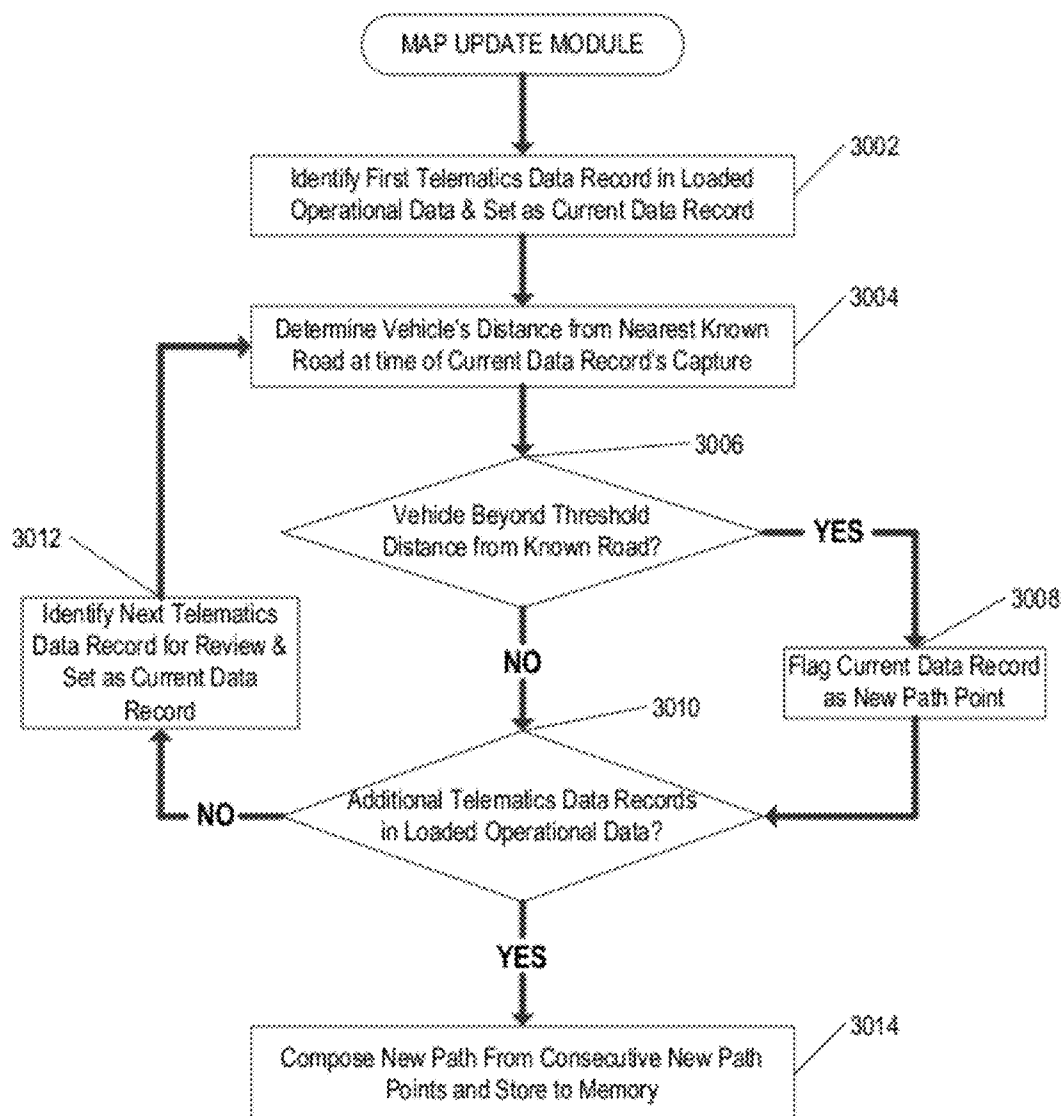 MAP UPDATE MODULE
3002
Identify First Telematics Data Record in Loaded
Operational Data & Set as Current Data Record
3004
Determine Vehicle's Distance from Nearest Known
Road at time of Current Data Record's Capture
3006
Vehicle Beyond Threshold
Distance from Known Road?
YES
3012
Identify Next Telematics
Data Record for Review &
Set as Current Data
Record
NO
3008
Flag Current Data Record
as New Path Point
3010
Additional Telematics Data Records
in Loaded Operational Data?
NO
YES
3014
Compose New Path From Consecutive New Path
Points and Store to Memory